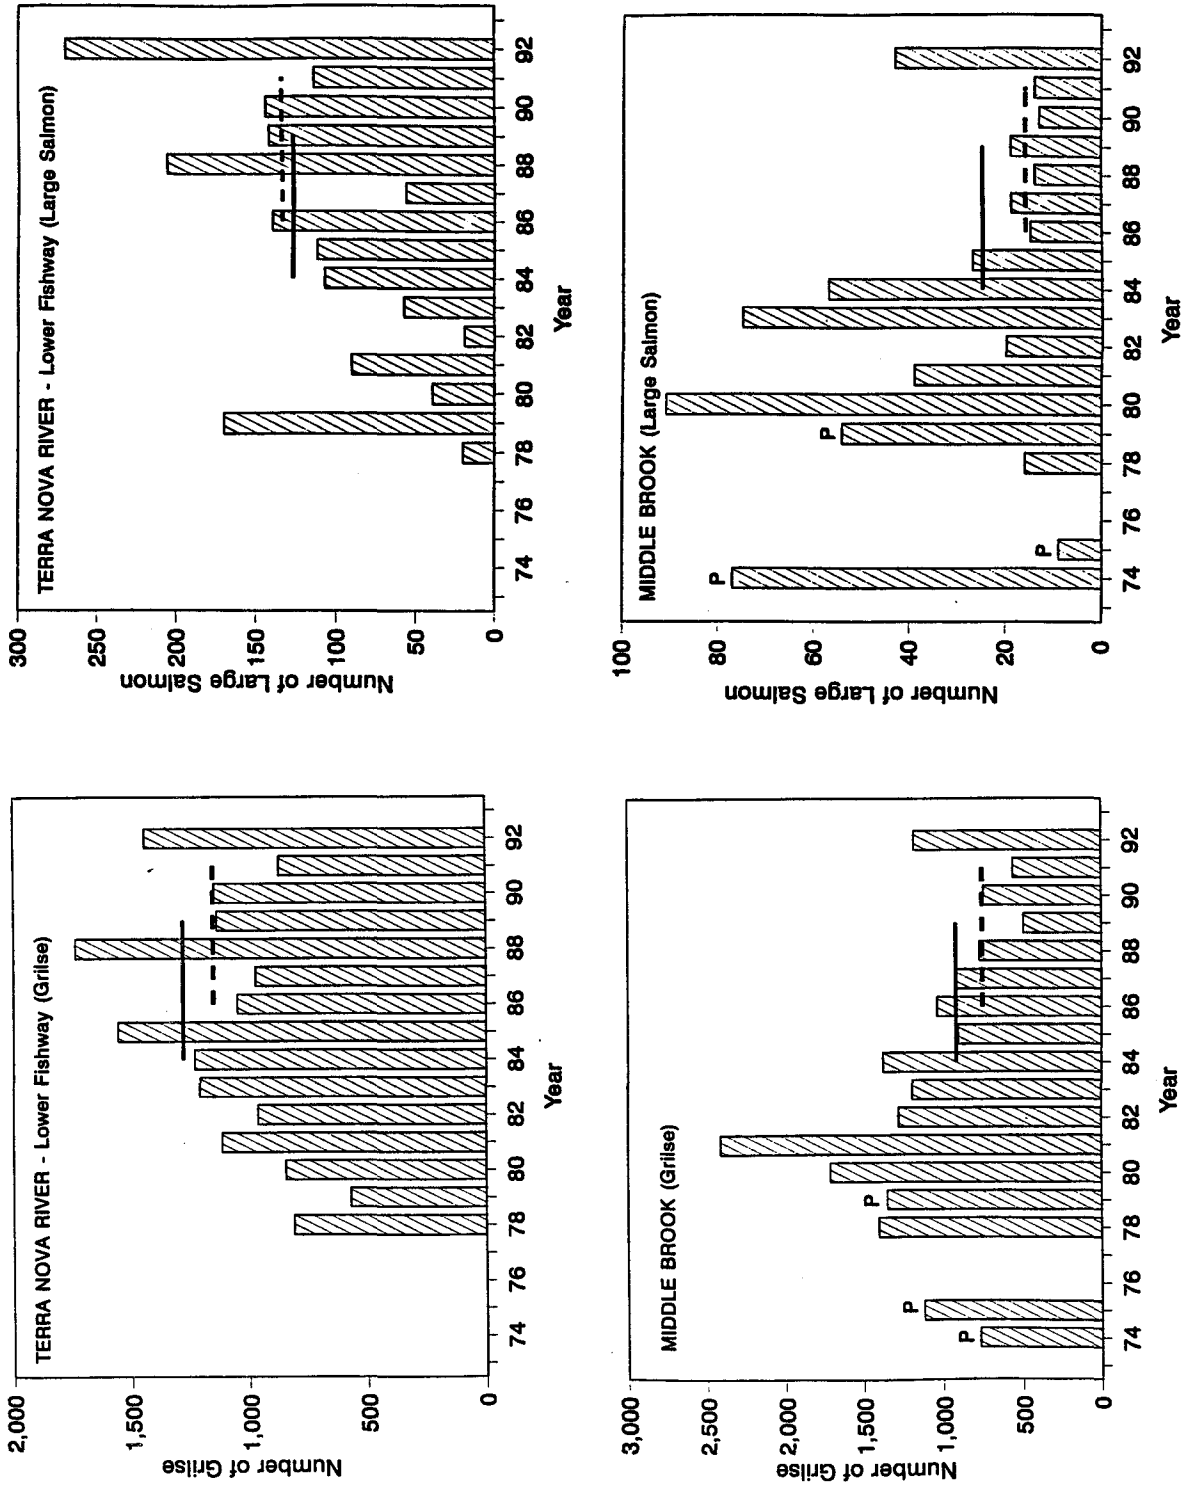 TERRA NOVA RIVER - Lower Fishway (Grilse)
Number of Grilse
2,000
1,500
1,000
500
0
74 76 78 80 82 84 86 88 90 92
Year
TERRA NOVA RIVER - Lower Fishway (Large Salmon)
Number of Large Salmon
300
250
200
150
100
50
0
74 76 78 80 82 84 86 88 90 92
Year
MIDDLE BROOK (Grilse)
Number of Grilse
3,000
2,500
2,000
1,500
1,000
500
0
P
P
P
74 76 78 80 82 84 86 88 90 92
Year
MIDDLE BROOK (Large Salmon)
Number of Large Salmon
100
80
60
40
20
0
P
P
P
74 76 78 80 82 84 86 88 90 92
Year